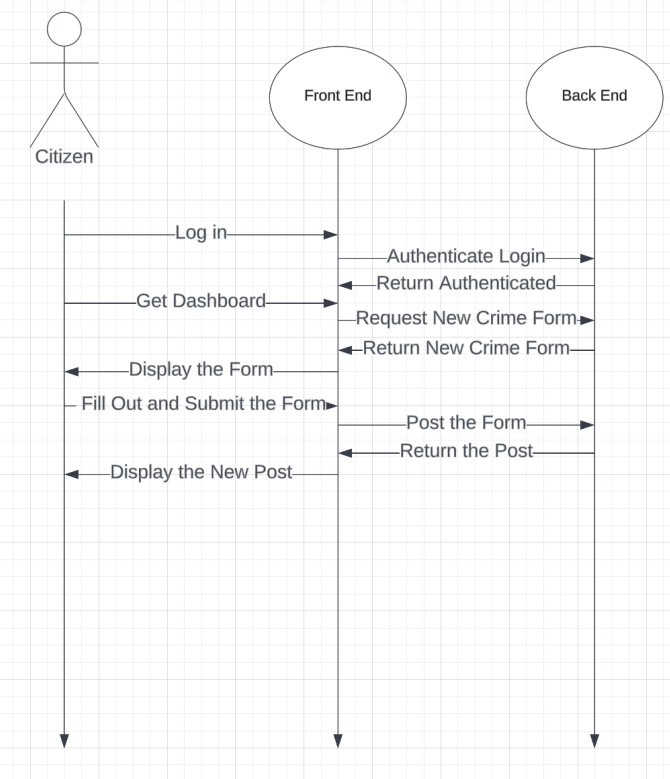 Front End
Back End
Citizen
Log in
Authenticate Login
Return Authenticated
Get Dashboard
Request New Crime Form
Return New Crime Form
Display the Form
Fill Out and Submit the Form
Post the Form
Return the Post
Display the New Post